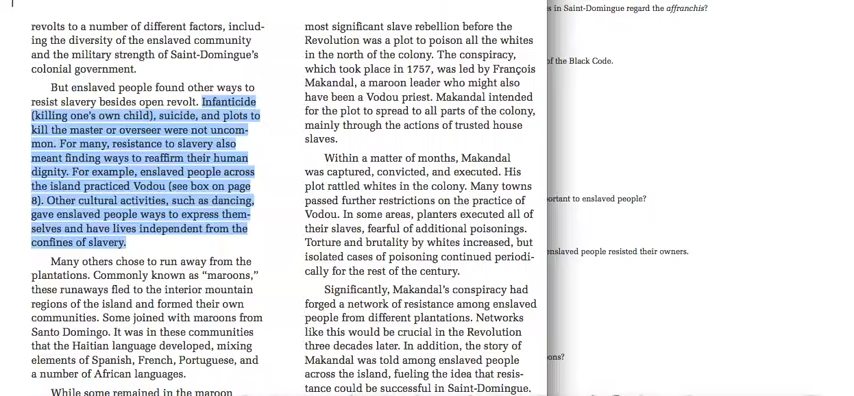 revolts to a number of different factors, includ-
ing the diversity of the enslaved community
and the military strength of Saint-Domingue's
colonial government.
But enslaved people found other ways to
resist slavery besides open revolt. Infanticide
(killing one's own child), suicide, and plots to
kill the master or overseer were not uncom-
mon. For many, resistance to slavery also
meant finding ways to reaffirm their human
dignity. For example, enslaved people across
the island practiced Vodou (see box on page
8). Other cultural activities, such as dancing,
gave enslaved people ways to express them-
selves and have lives independent from the
confines of slavery.
Many others chose to run away from the
plantations. Commonly known as “maroons,”
these runaways fled to the interior mountain
regions of the island and formed their own
communities. Some joined with maroons from
Santo Domingo. It was in these communities
that the Haitian language developed, mixing
elements of Spanish, French, Portuguese, and
a number of African languages.
While some remained in the maroon
most significant slave rebellion before the
Revolution was a plot to poison all the whites
in the north of the colony. The conspiracy,
which took place in 1757, was led by François
Makandal, a maroon leader who might also
have been a Vodou priest. Makandal intended
for the plot to spread to all parts of the colony,
mainly through the actions of trusted house
slaves.
Within a matter of months, Makandal
was captured, convicted, and executed. His
plot rattled whites in the colony. Many towns
passed further restrictions on the practice of
Vodou. In some areas, planters executed all of
their slaves, fearful of additional poisonings.
Torture and brutality by whites increased, but
isolated cases of poisoning continued periodi-
cally for the rest of the century.
Significantly, Makandal's conspiracy had
forged a network of resistance among enslaved
people from different plantations. Networks
like this would be crucial in the Revolution
three decades later. In addition, the story of
Makandal was told among enslaved people
across the island, fueling the idea that resis-
tance could be successful in Saint-Domingue.
s in Saint-Domingue regard the affranchis?
of the Black Code.
ortant to enslaved people?
enslaved people resisted their owners.
ons?